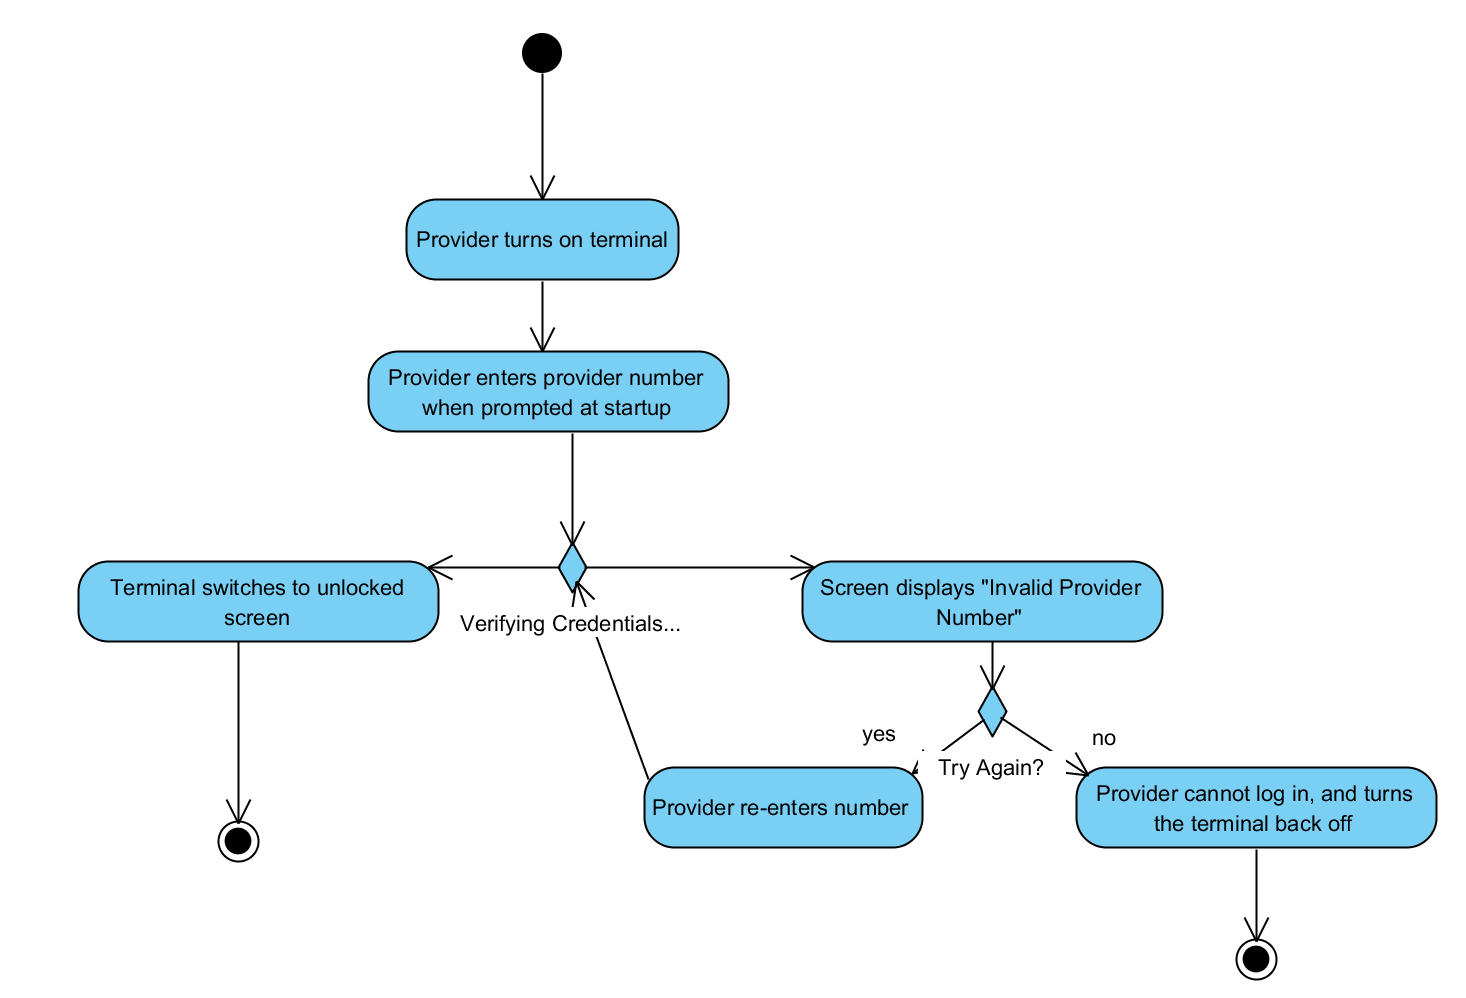 Provider turns on terminal
Provider enters provider number
when prompted at startup
Terminal switches to unlocked
screen
Verifying Credentials...
Screen displays "Invalid Provider
Number"
yes
no
Try Again?
Provider re-enters number
Provider cannot log in, and turns
the terminal back off